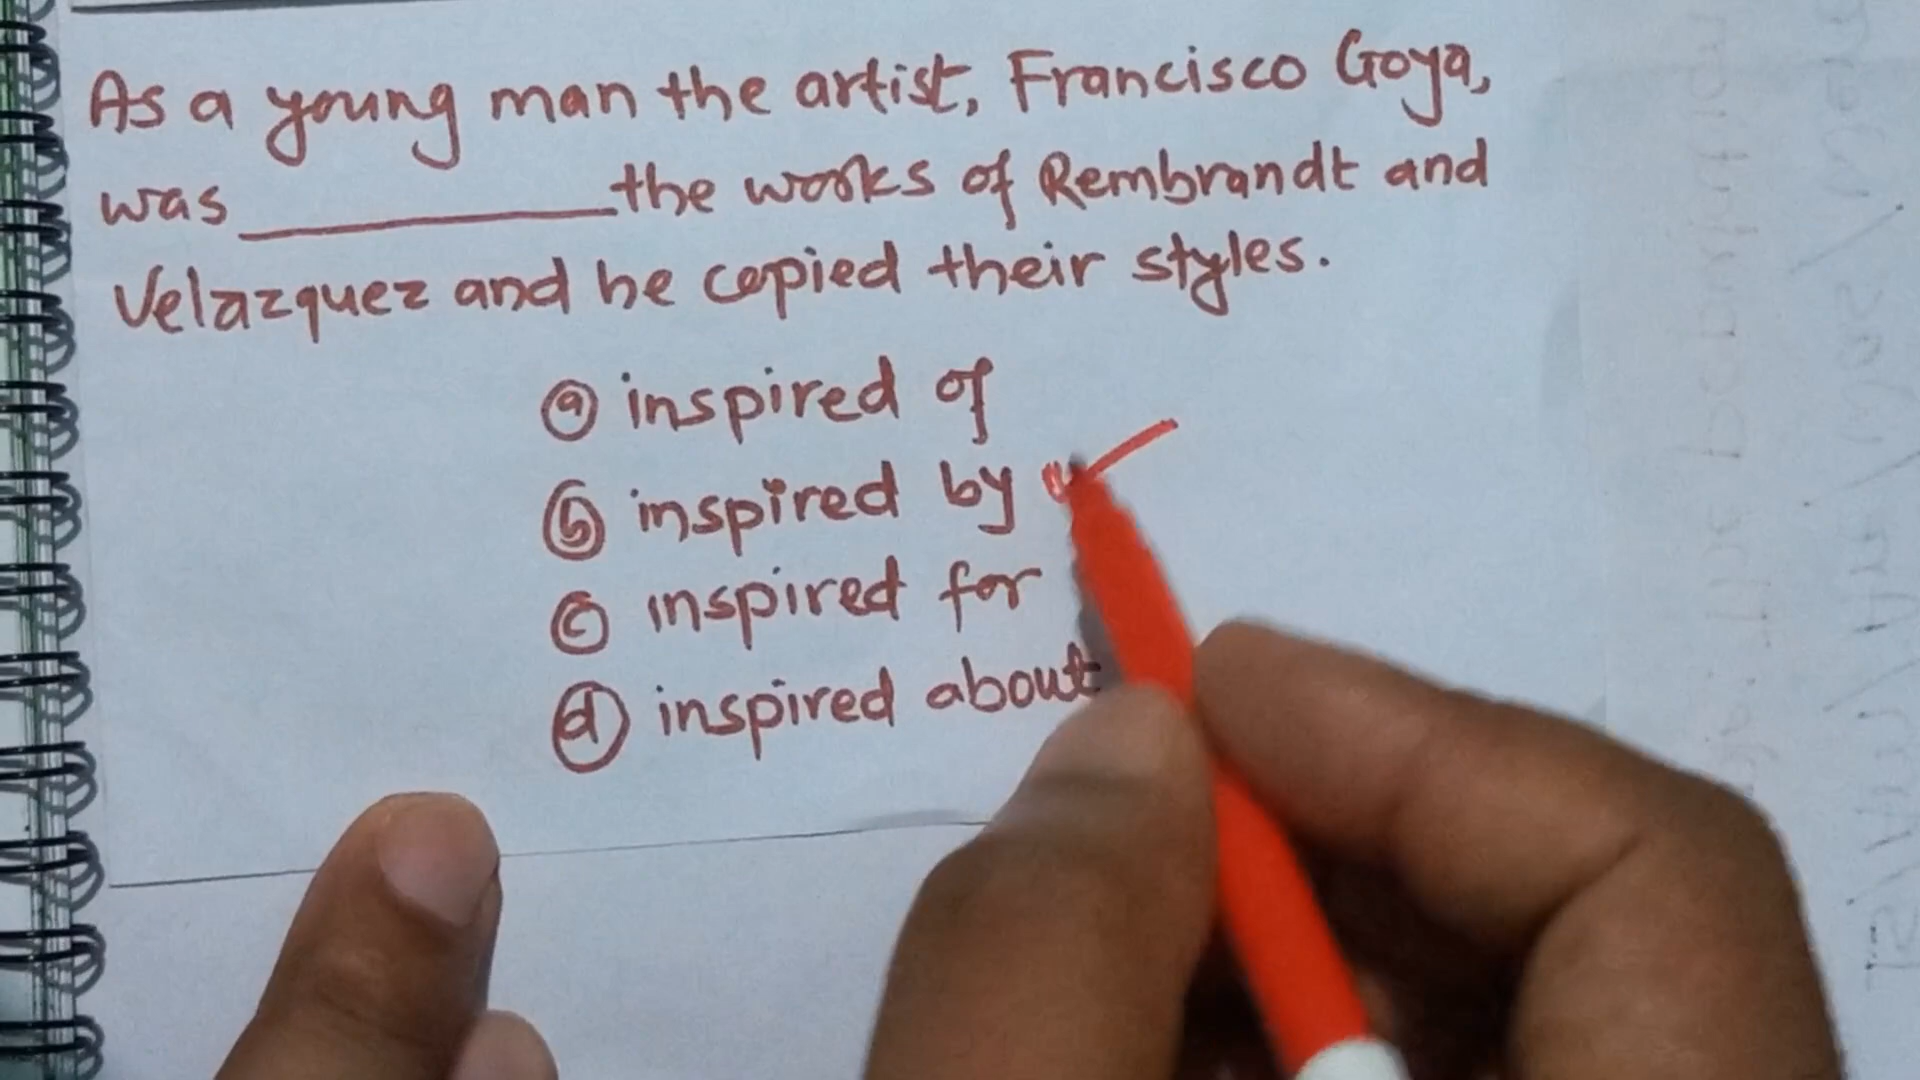 As a young man the artist, Francisco Goya,
was __________ the works of Rembrandt and
Velazquez and he copied their styles.
ⓐ inspired of
ⓑ inspired by
ⓒ inspired for
ⓓ inspired about